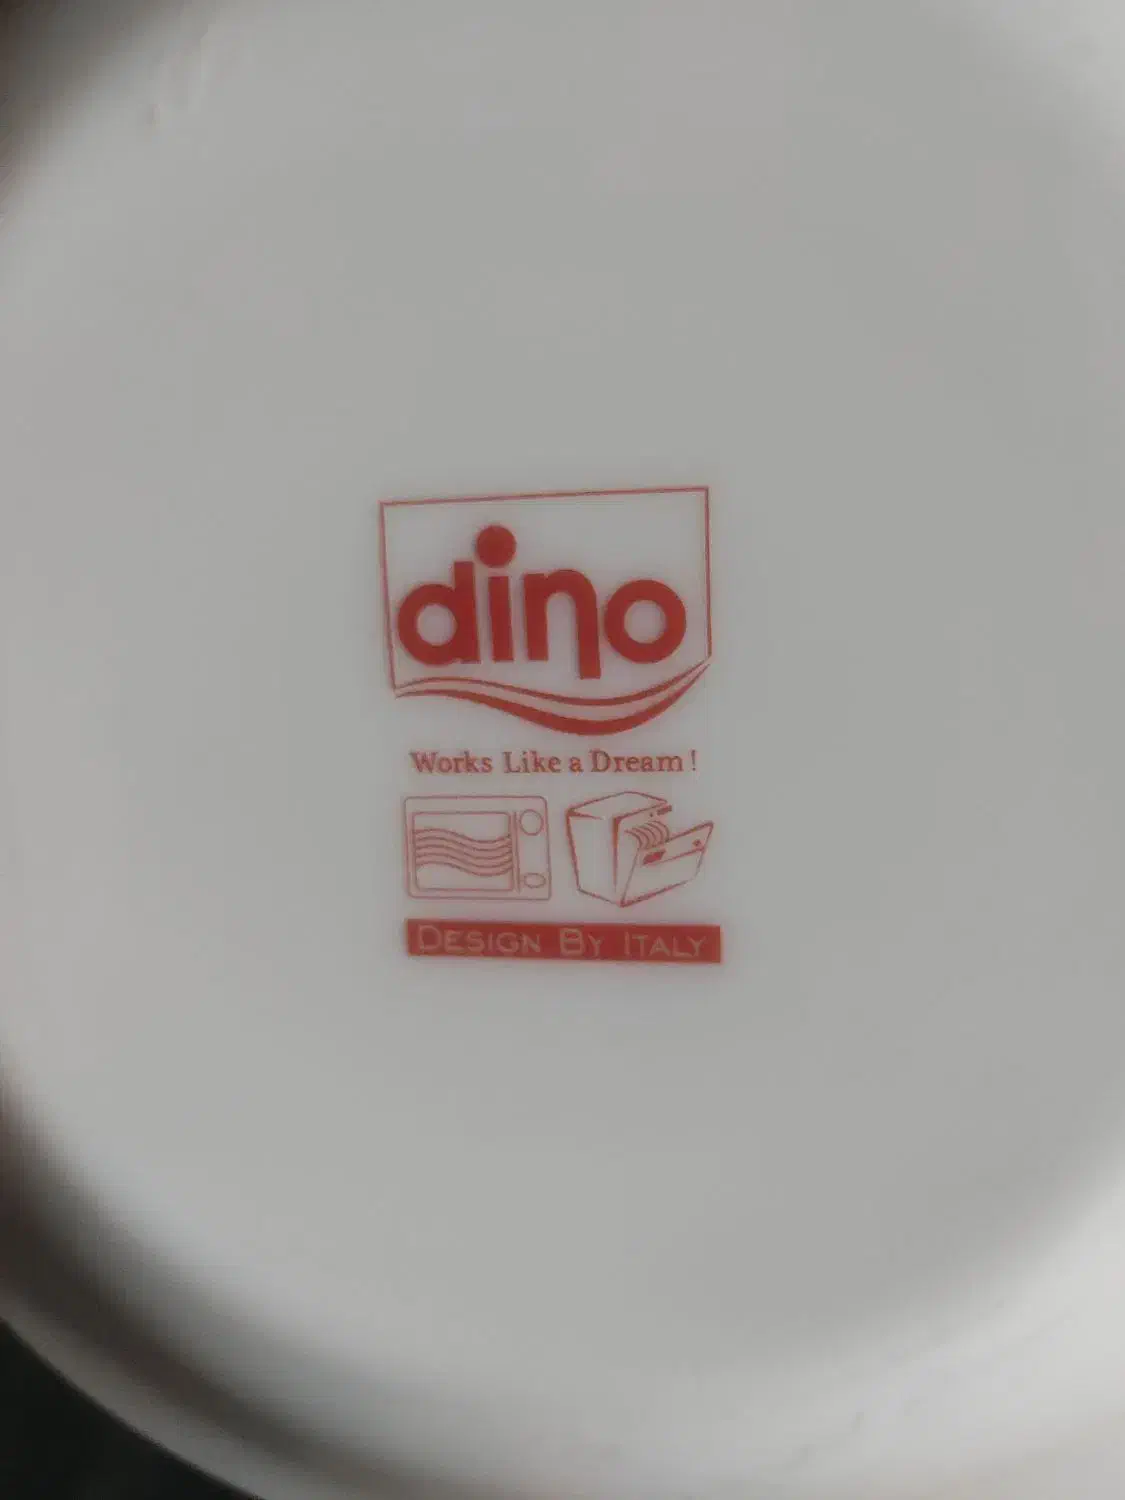 dino
Works Like a Dream !
DESIGN BY ITALY